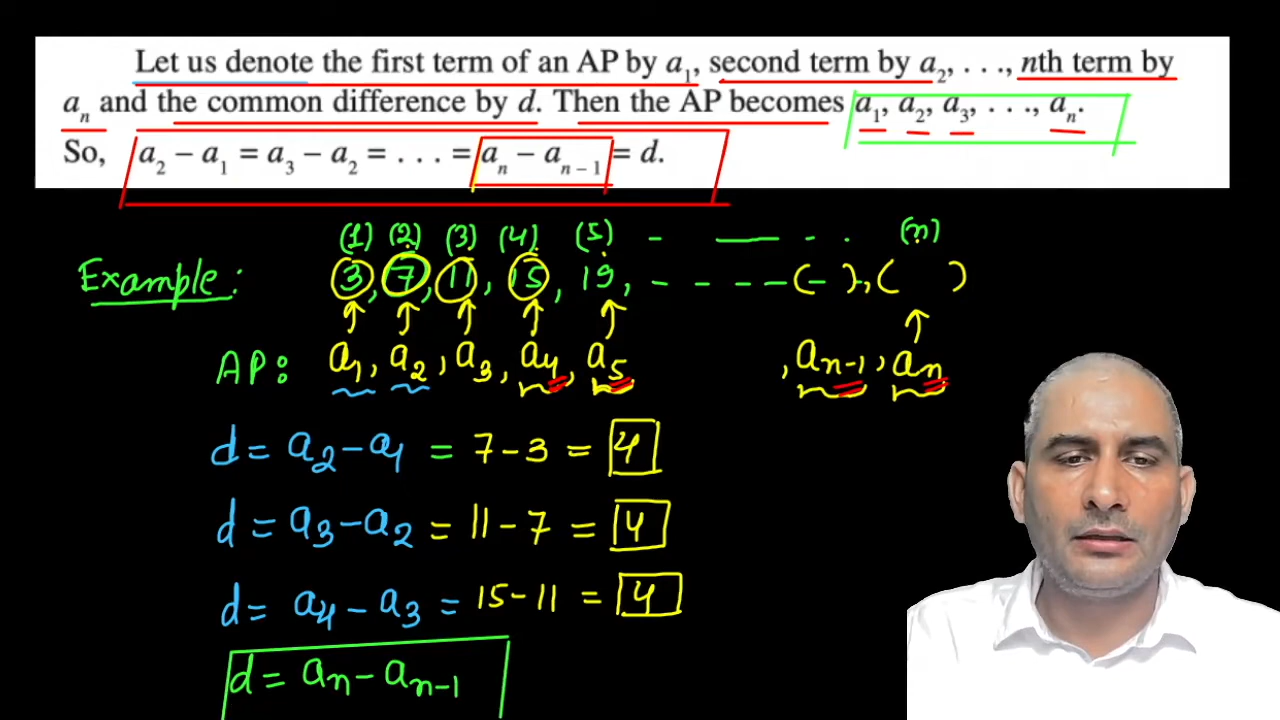 Let us denote the first term of an AP by a₁, second term by a₂, . . ., nth term by
aₙ and the common difference by d. Then the AP becomes a₁, a₂, a₃, . . ., aₙ.
So, a₂ – a₁ = a₃ – a₂ = . . . = aₙ – aₙ₋₁ = d.
(1) (2) (3) (4) (5) - — - . (n)
Example: 3, 7, 11, 15, 19, - - - - (-), ( )
AP: a₁, a₂, a₃, a₄, a₅ , aₙ₋₁, aₙ
d = a₂ - a₁ = 7 - 3 = 4
d = a₃ - a₂ = 11 - 7 = 4
d = a₄ - a₃ = 15 - 11 = 4
d = aₙ - aₙ₋₁